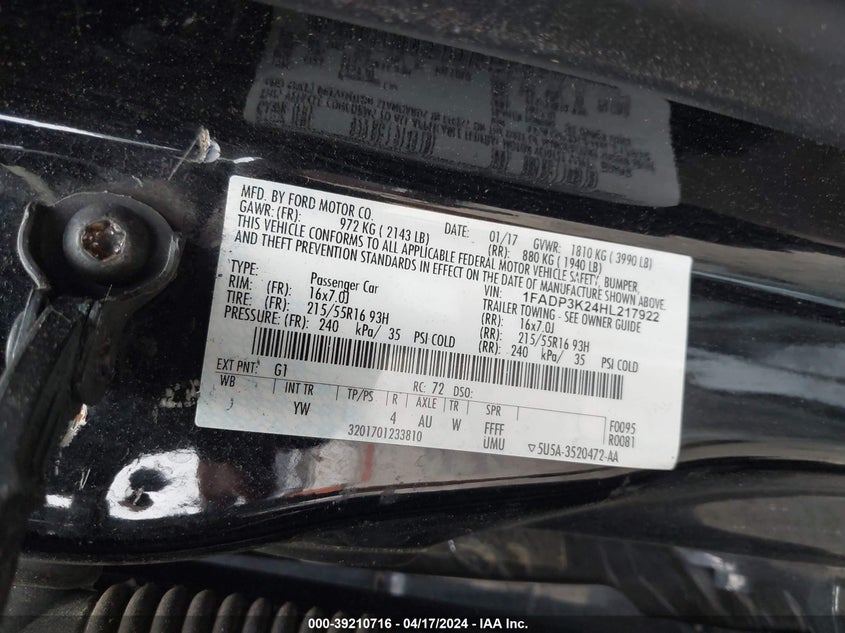 MFD. BY FORD MOTOR CO.
DATE: 01/17 GVWR: 1810 KG ( 3990 LB)
GAWR: (FR): 972 KG ( 2143 LB) (RR): 880 KG ( 1940 LB)
THIS VEHICLE CONFORMS TO ALL APPLICABLE FEDERAL MOTOR VEHICLE SAFETY, BUMPER,
AND THEFT PREVENTION STANDARDS IN EFFECT ON THE DATE OF MANUFACTURE SHOWN ABOVE.
VIN: 1FADP3K24HL217922
TYPE: Passenger Car TRAILER TOWING - SEE OWNER GUIDE
RIM: (FR): 16x7.0J (RR): 16x7.0J
TIRE: (FR): 215/55R16 93H (RR): 215/55R16 93H
PRESSURE: (FR): 240 kPa/ 35 PSI COLD (RR): 240 kPa/ 35 PSI COLD
EXT PNT: G1 RC: 72 DSO:
WB INT TR TP/PS R AXLE TR SPR
YW 4 AU W FFFF F0095
3201701233810 UMU R0081
▽5U5A-3520472-AA
000-39210716 - 04/17/2024 - IAA Inc.